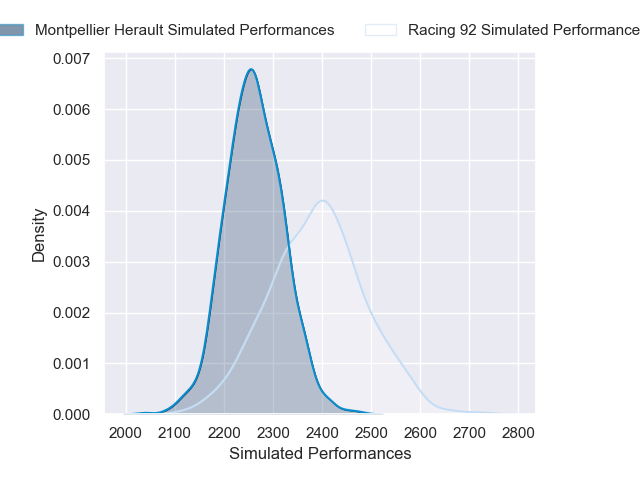 Montpellier Herault Simulated Performances Racing 92 Simulated Performance
0.007
0.006
0.005
0.004
0.003
0.002
0.001
0.000
Density
2000 2100 2200 2300 2400 2500 2600 2700 2800
Simulated Performances